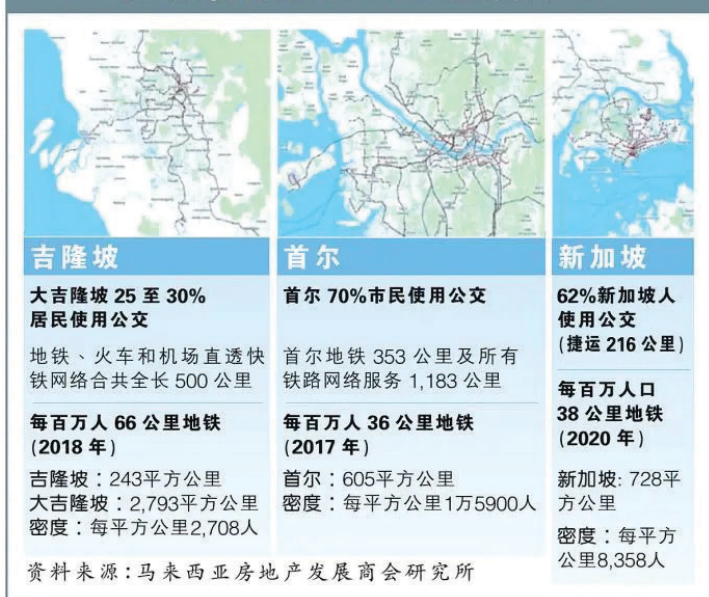 吉隆坡
大吉隆坡 25 至 30%
居民使用公交
地铁、火车和机场直透快
铁网络合共全长 500 公里
每百万人 66 公里地铁
(2018 年)
吉隆坡：243平方公里
大吉隆坡：2,793平方公里
密度：每平方公里2,708人
首尔
首尔 70%市民使用公交
首尔地铁 353 公里及所有
铁路网络服务 1,183 公里
每百万人 36 公里地铁
(2017 年)
首尔：605平方公里
密度：每平方公里1万5900人
新加坡
62%新加坡人
使用公交
(捷运 216 公里)
每百万人口
38 公里地铁
(2020 年)
新加坡: 728平
方公里
密度：每平方
公里8,358人
资料来源：马来西亚房地产发展商会研究所